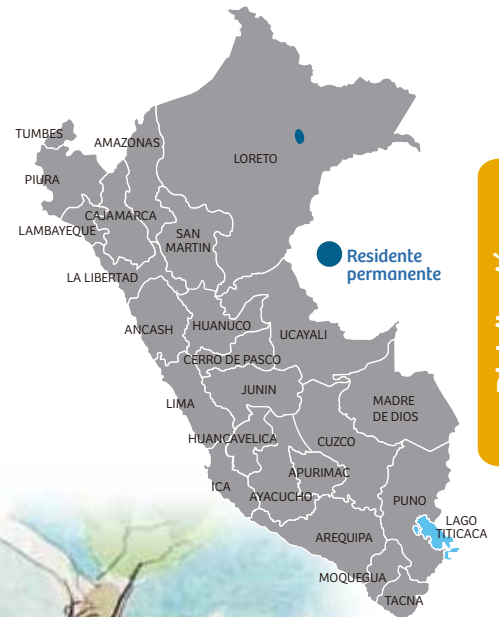 TUMBES
AMAZONAS
LORETO
PIURA
CAJAMARCA
LAMBAYEQUE
SAN
MARTIN
Residente
permanente
LA LIBERTAD
ANCASH
HUANUCO
UCAYALI
CERRO DE PASCO
JUNIN
LIMA
MADRE
DE DIOS
HUANCAVELICA
CUZCO
APURIMAC
ICA
AYACUCHO
PUNO
LAGO
TITICACA
AREQUIPA
MOQUEGUA
TACNA